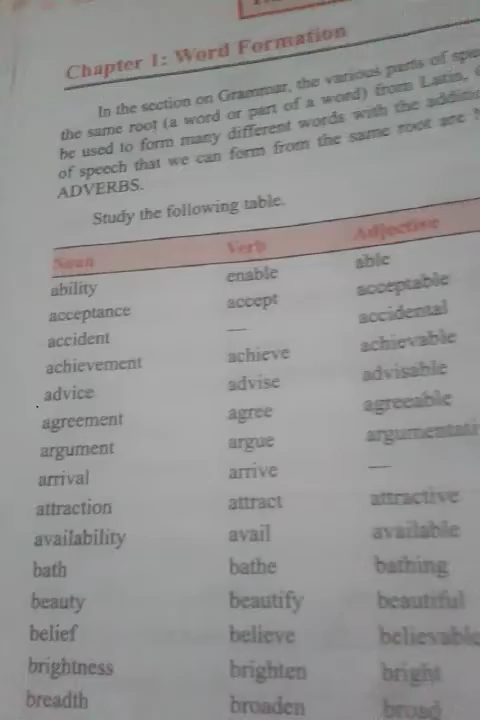 Chapter 1: Word Formation
In the section on Grammar, the various parts of
the same root (a word or part of a word) from Latin,
be used to form many different words with the
of speech that we can form from the same root are
ADVERBS.
Study the following table.
Noun Verb Adjective
ability enable able
acceptance accept acceptable
accident — accidental
achievement achieve achievable
advice advise advisable
agreement agree agreeable
argument argue
arrival arrive —
attraction attract attractive
availability avail available
bath bathe bathing
beauty beautify beautiful
belief believe believable
brightness brighten bright
breadth broaden broad